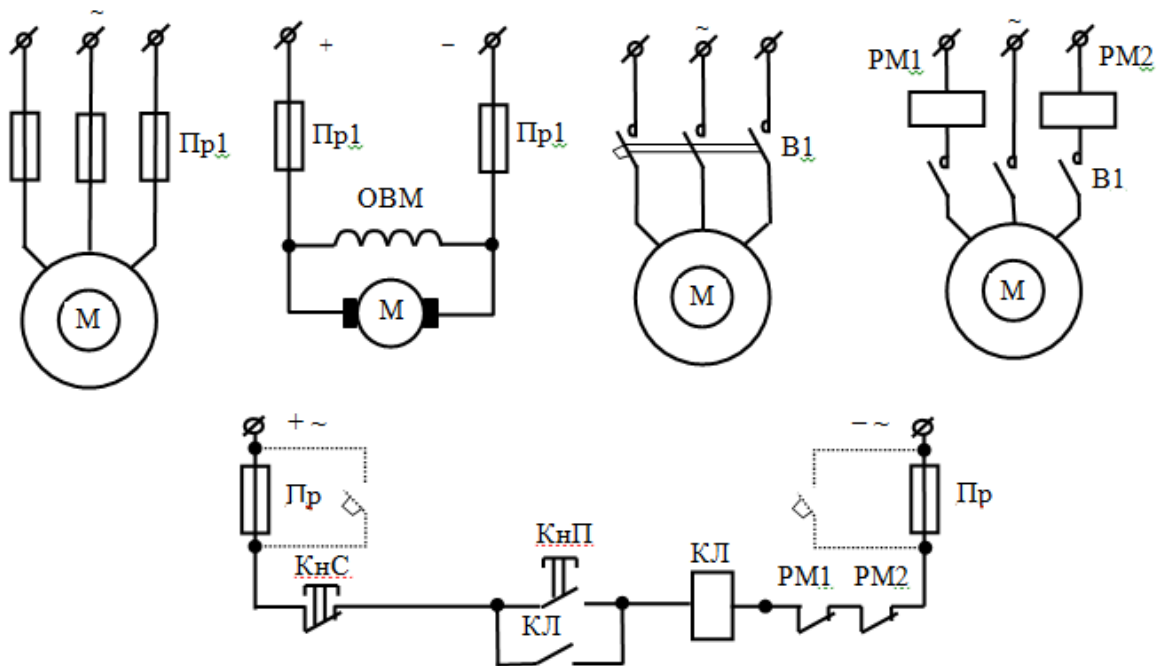 ~
Пр1
М
+
−
Пр1
Пр1
ОВМ
М
~
В1
М
~
РМ1
РМ2
В1
М
+ ~
− ~
Пр
Пр
КнС
КнП
КЛ
КЛ
РМ1
РМ2